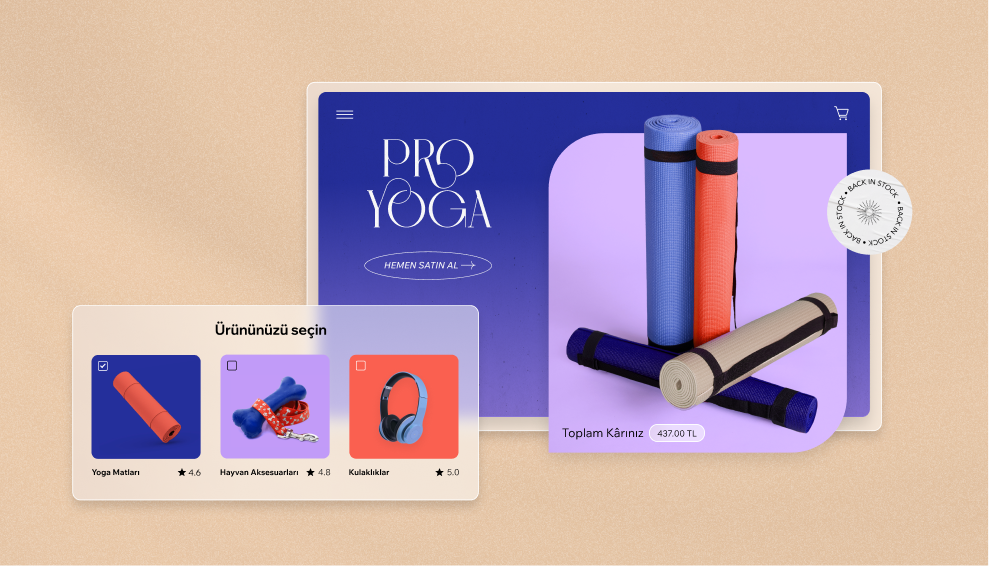 PRO
YOGA
HEMEN SATIN AL
BACK IN STOCK • BACK IN STOCK • BACK IN STOCK •
Toplam Kârınız 437.00 TL
Ürününüzü seçin
Yoga Matları ★ 4.6
Hayvan Aksesuarları ★ 4.8
Kulaklıklar ★ 5.0